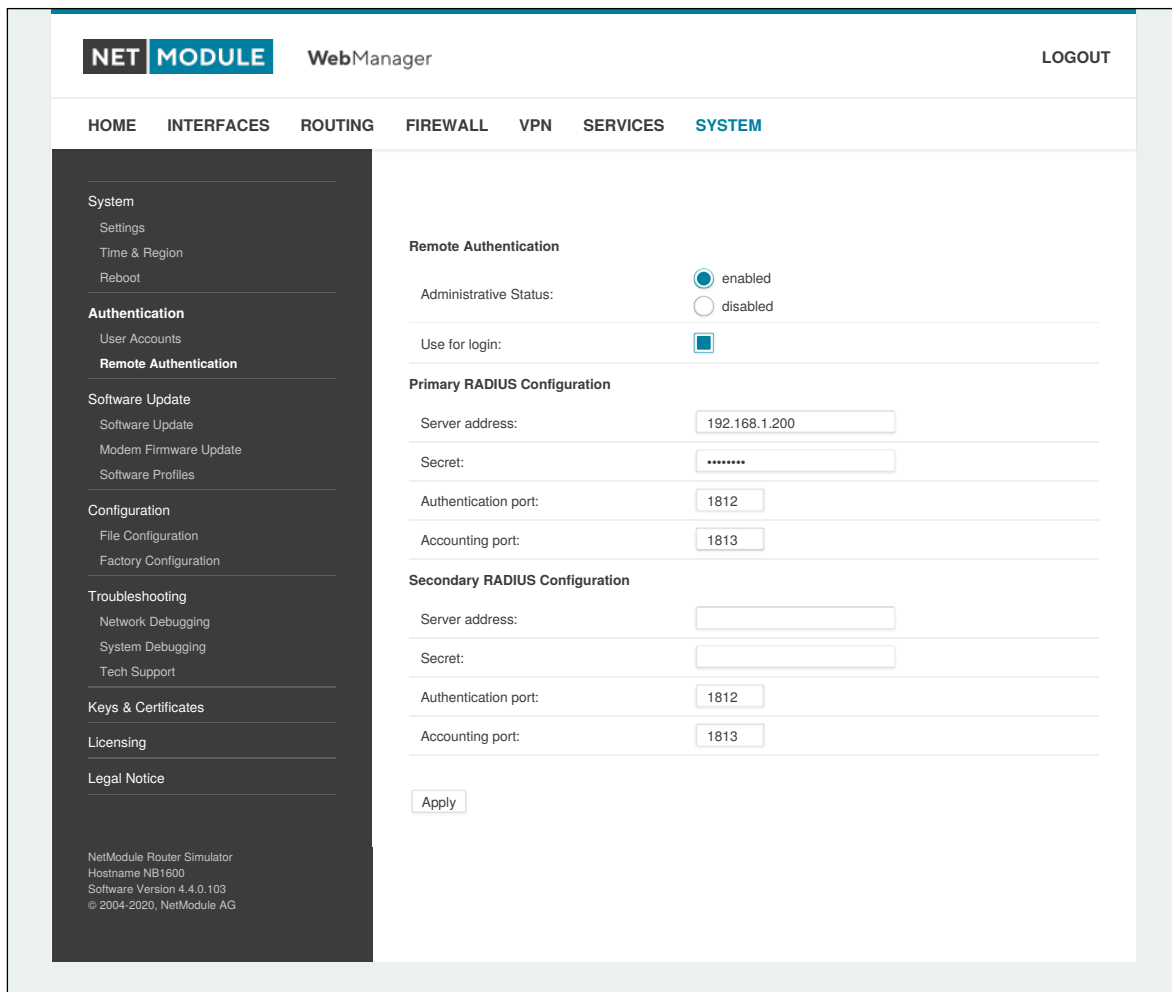 NET MODULE WebManager LOGOUT
HOME INTERFACES ROUTING FIREWALL VPN SERVICES SYSTEM
System
Settings
Time & Region
Reboot
Authentication
User Accounts
Remote Authentication
Software Update
Software Update
Modem Firmware Update
Software Profiles
Configuration
File Configuration
Factory Configuration
Troubleshooting
Network Debugging
System Debugging
Tech Support
Keys & Certificates
Licensing
Legal Notice
NetModule Router Simulator
Hostname NB1600
Software Version 4.4.0.103
© 2004-2020, NetModule AG
Remote Authentication
Administrative Status:
enabled
disabled
Use for login:
Primary RADIUS Configuration
Server address: 192.168.1.200
Secret: ••••••••
Authentication port: 1812
Accounting port: 1813
Secondary RADIUS Configuration
Server address:
Secret:
Authentication port: 1812
Accounting port: 1813
Apply